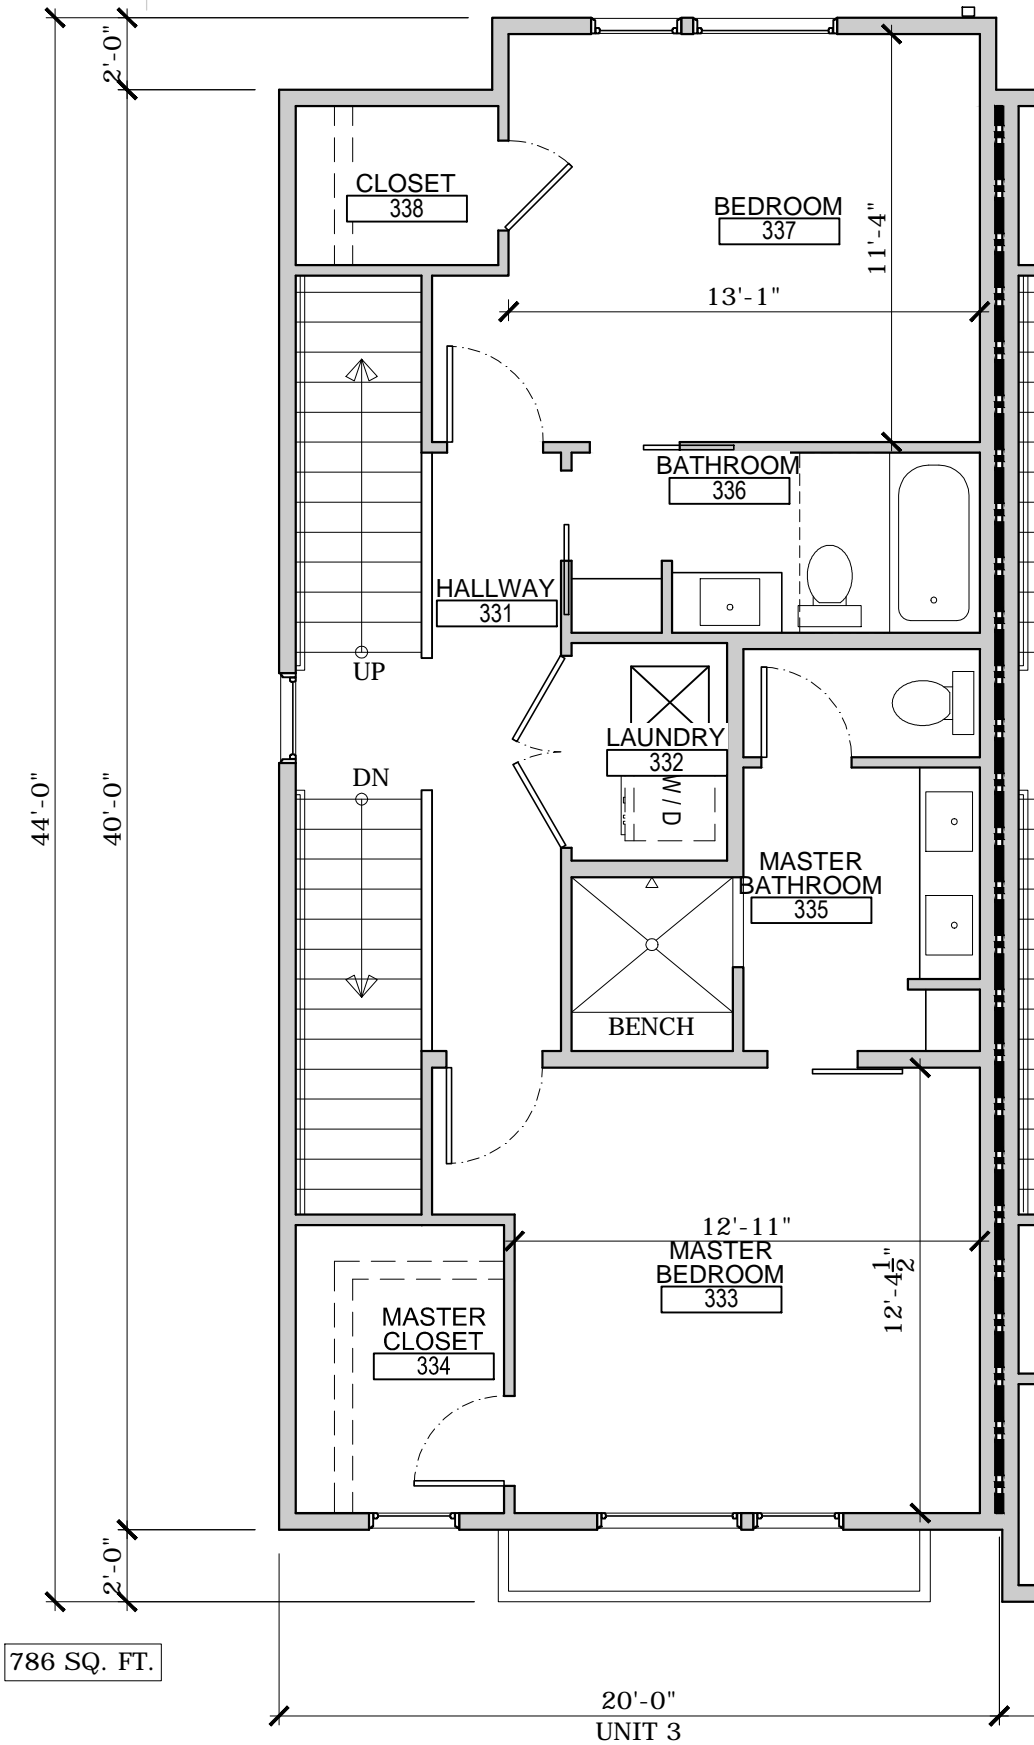 2'-0"
CLOSET
338
BEDROOM
337
11'-4"
13'-1"
BATHROOM
336
HALLWAY
331
UP
LAUNDRY
332
W/D
DN
44'-0"
40'-0"
MASTER
BATHROOM
335
BENCH
12'-11"
MASTER
BEDROOM
333
12'-4 1/2"
MASTER
CLOSET
334
2'-0"
786 SQ. FT.
20'-0"
UNIT 3